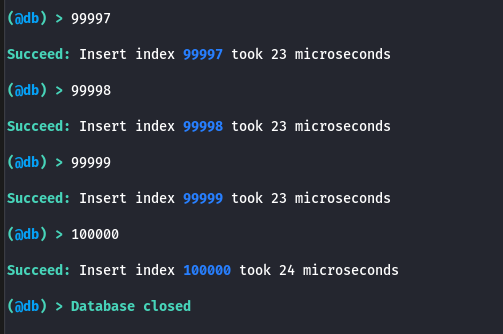 (@db) > 99997
Succeed: Insert index 99997 took 23 microseconds
(@db) > 99998
Succeed: Insert index 99998 took 23 microseconds
(@db) > 99999
Succeed: Insert index 99999 took 23 microseconds
(@db) > 100000
Succeed: Insert index 100000 took 24 microseconds
(@db) > Database closed